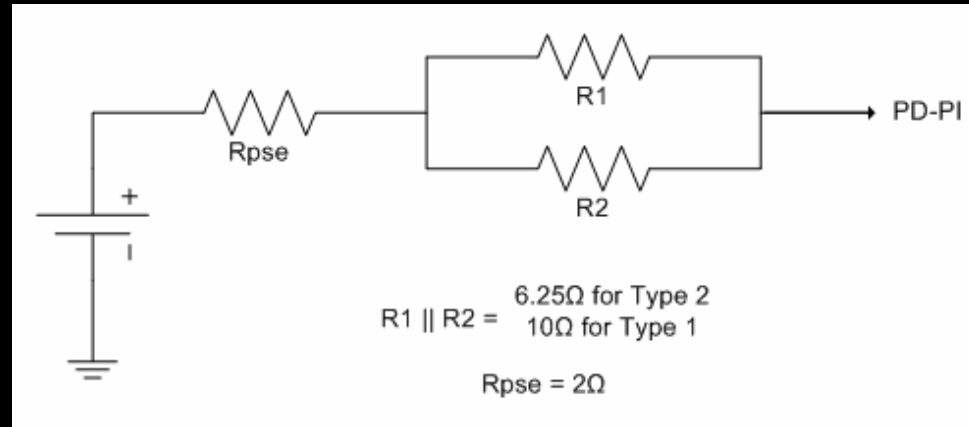 R1
PD-PI
Rpse
R2
+
I
R1 || R2 =
6.25Ω for Type 2
10Ω for Type 1
Rpse = 2Ω